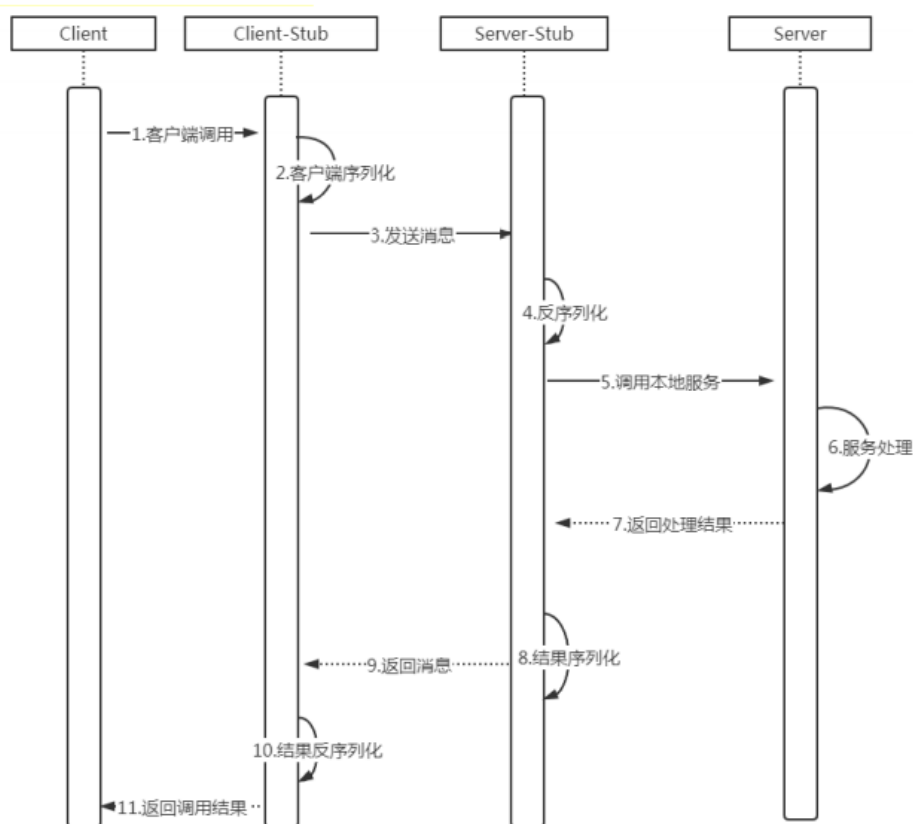 Client
Client-Stub
Server-Stub
Server
1.客户端调用
2.客户端序列化
3.发送消息
4.反序列化
5.调用本地服务
6.服务处理
7.返回处理结果
8.结果序列化
9.返回消息
10.结果反序列化
11.返回调用结果